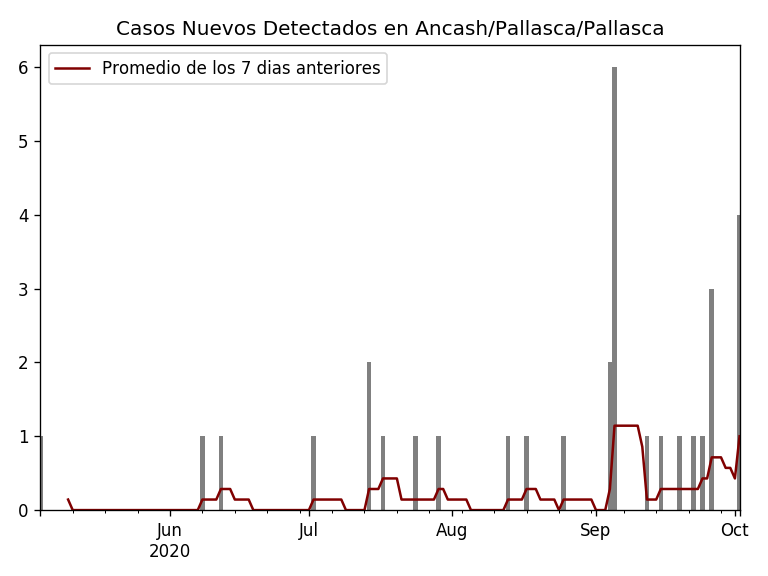 Casos Nuevos Detectados en Ancash/Pallasca/Pallasca
Promedio de los 7 dias anteriores
6
5
4
3
2
1
0
Jun Jul Aug Sep Oct
2020